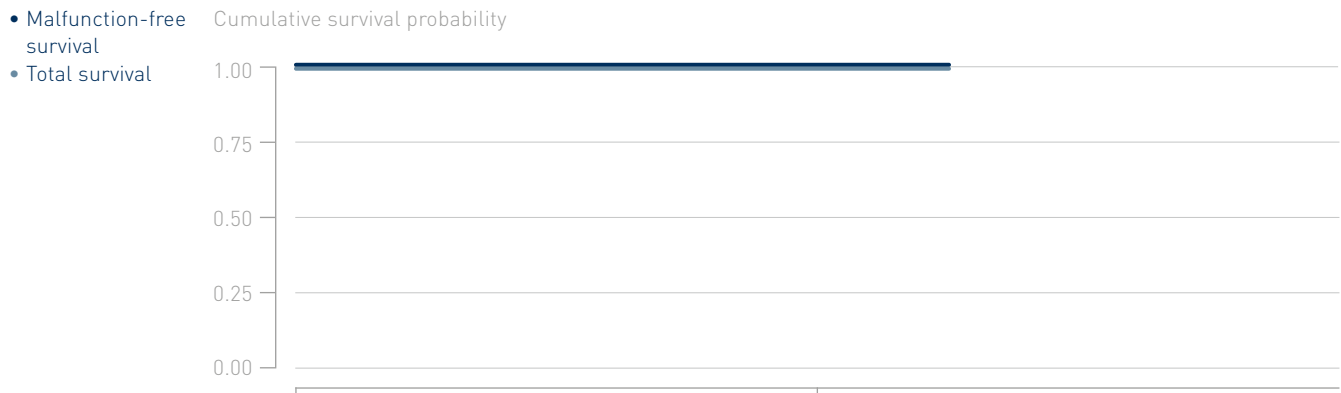 Malfunction-free
survival
Total survival
Cumulative survival probability
1.00
0.75
0.50
0.25
0.00